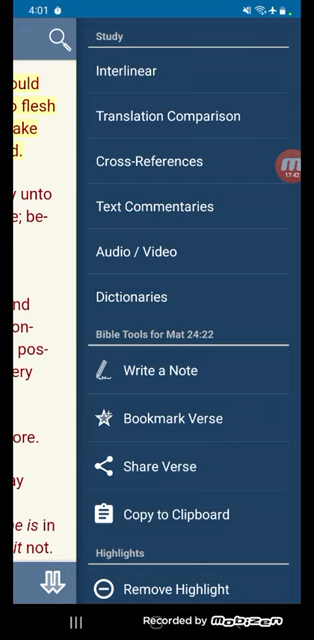 4:01
Study
ould
Interlinear
o flesh
Translation Comparison
ake
d.
Cross-References
17:42
y unto
Text Commentaries
e; be-
Audio / Video
Dictionaries
nd
on-
Bible Tools for Mat 24:22
pos-
ery
Write a Note
Bookmark Verse
ore.
Share Verse
ay
Copy to Clipboard
e is in
it not.
Highlights
Remove Highlight
Recorded by MOBIZEN